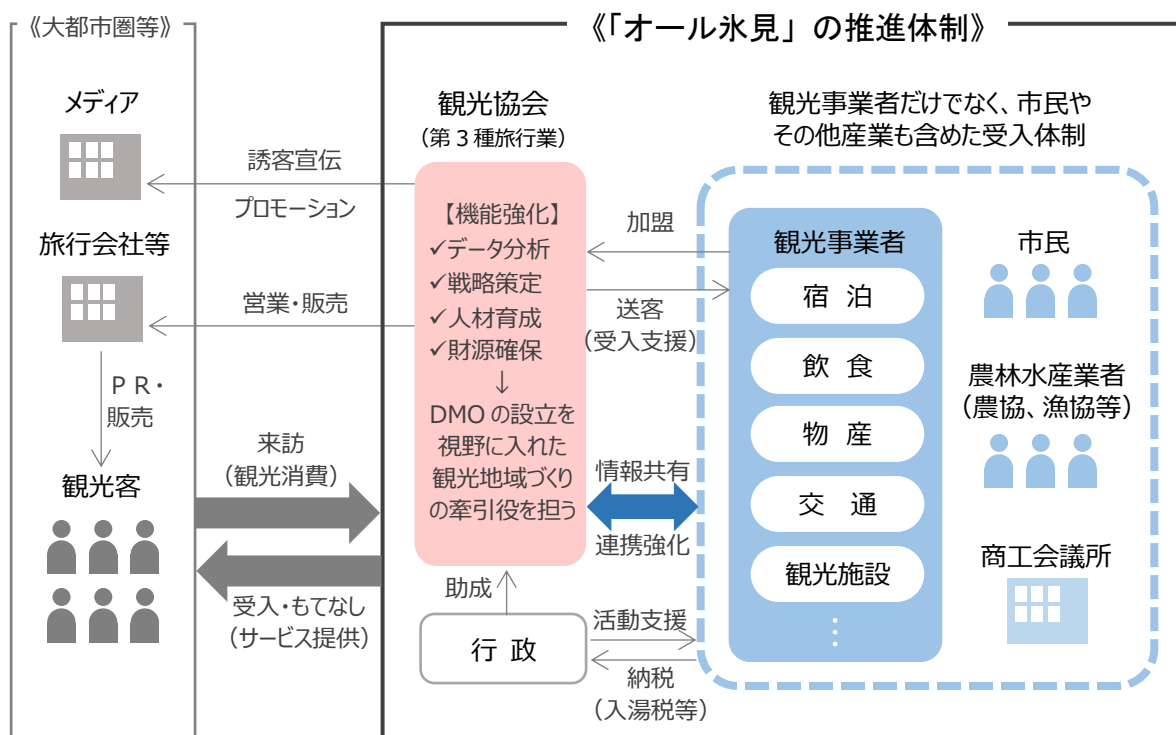 《大都市圏等》
メディア
旅行会社等
PR・
販売
観光客
誘客宣伝
プロモーション
営業・販売
来訪
（観光消費）
受入・もてなし
（サービス提供）
《「オール氷見」の推進体制》
観光協会
（第3種旅行業）
【機能強化】
✓データ分析
✓戦略策定
✓人材育成
✓財源確保
↓
DMOの設立を
視野に入れた
観光地域づくり
の牽引役を担う
助成
行政
加盟
送客
（受入支援）
情報共有
連携強化
活動支援
納税
（入湯税等）
観光事業者だけでなく、市民や
その他産業も含めた受入体制
観光事業者
宿泊
飲食
物産
交通
観光施設
⋮
市民
農林水産業者
（農協、漁協等）
商工会議所